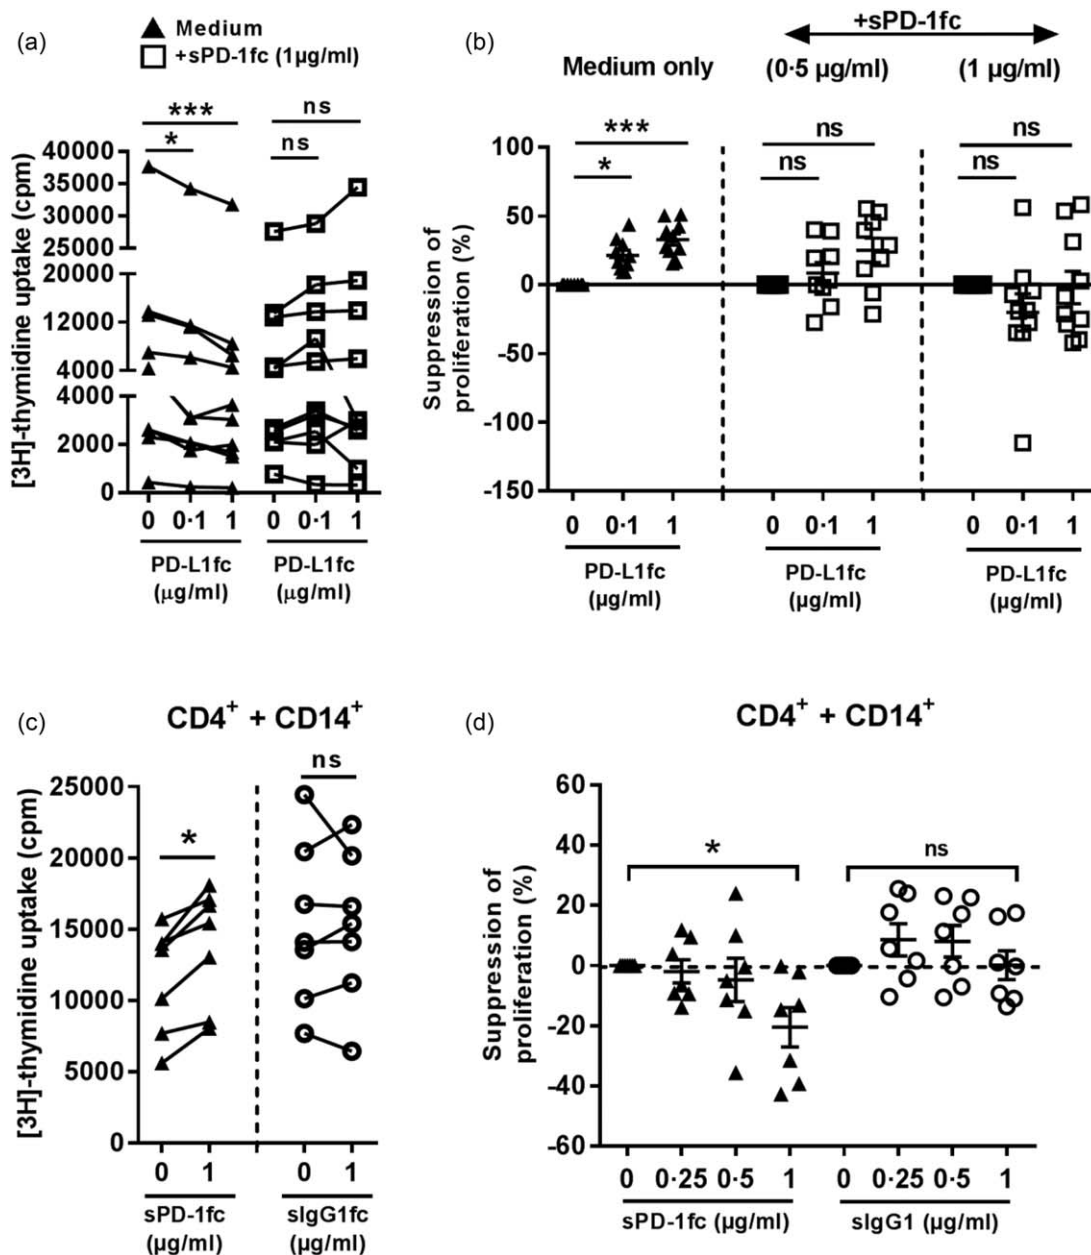 (a)
Medium
+sPD-1fc (1µg/ml)
***
*
ns
ns
[3H]-thymidine uptake (cpm)
40000
35000
30000
25000
20000
12000
4000
4000
2000
0
0 0·1 1 0 0·1 1
PD-L1fc PD-L1fc
(µg/ml) (µg/ml)
(b)
+sPD-1fc
Medium only (0·5 µg/ml) (1 µg/ml)
*** ns ns
* ns ns
Suppression of
proliferation (%)
100
50
0
-50
-100
-150
0 0·1 1 0 0·1 1 0 0·1 1
PD-L1fc PD-L1fc PD-L1fc
(µg/ml) (µg/ml) (µg/ml)
(c)
CD4+ + CD14+
ns
*
[3H]-thymidine uptake (cpm)
25000
20000
15000
10000
5000
0
0 1 0 1
sPD-1fc sIgG1fc
(µg/ml) (µg/ml)
(d)
CD4+ + CD14+
* ns
Suppression of
proliferation (%)
60
40
20
0
-20
-40
-60
0 0·25 0·5 1 0 0·25 0·5 1
sPD-1fc (µg/ml) sIgG1 (µg/ml)